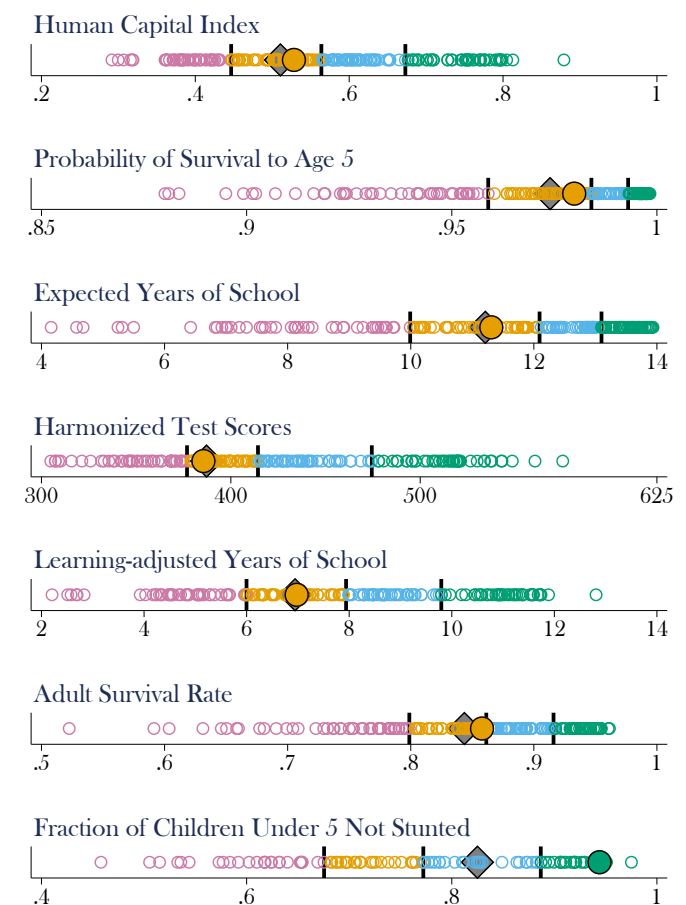 Human Capital Index
.2 .4 .6 .8 1
Probability of Survival to Age 5
.85 .9 .95 1
Expected Years of School
4 6 8 10 12 14
Harmonized Test Scores
300 400 500 625
Learning-adjusted Years of School
2 4 6 8 10 12 14
Adult Survival Rate
.5 .6 .7 .8 .9 1
Fraction of Children Under 5 Not Stunted
.4 .6 .8 1